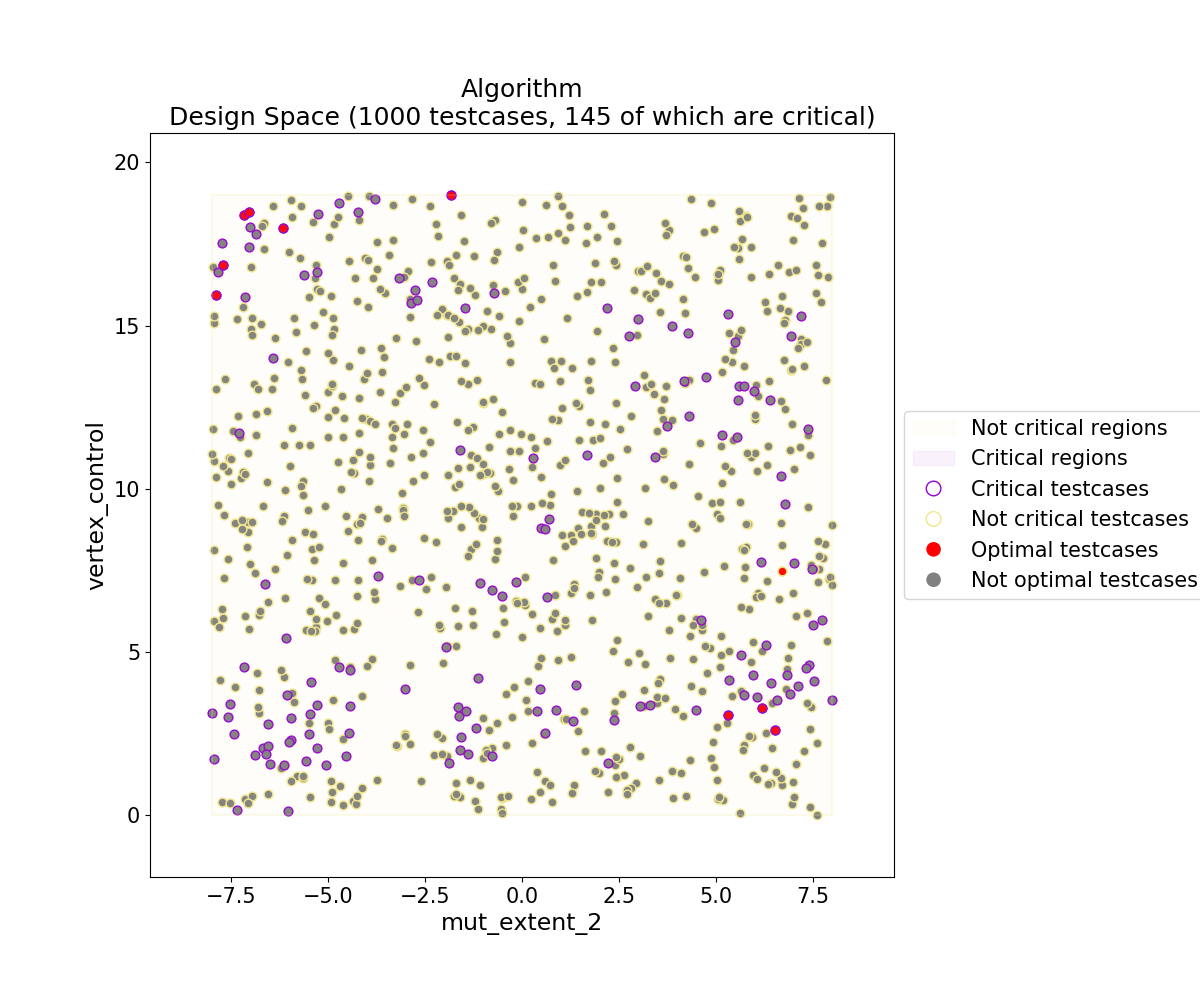 Algorithm
Design Space (1000 testcases, 145 of which are critical)
20
15
10
5
0
vertex_control
−7.5
−5.0
−2.5
0.0
2.5
5.0
7.5
mut_extent_2
Not critical regions
Critical regions
Critical testcases
Not critical testcases
Optimal testcases
Not optimal testcases